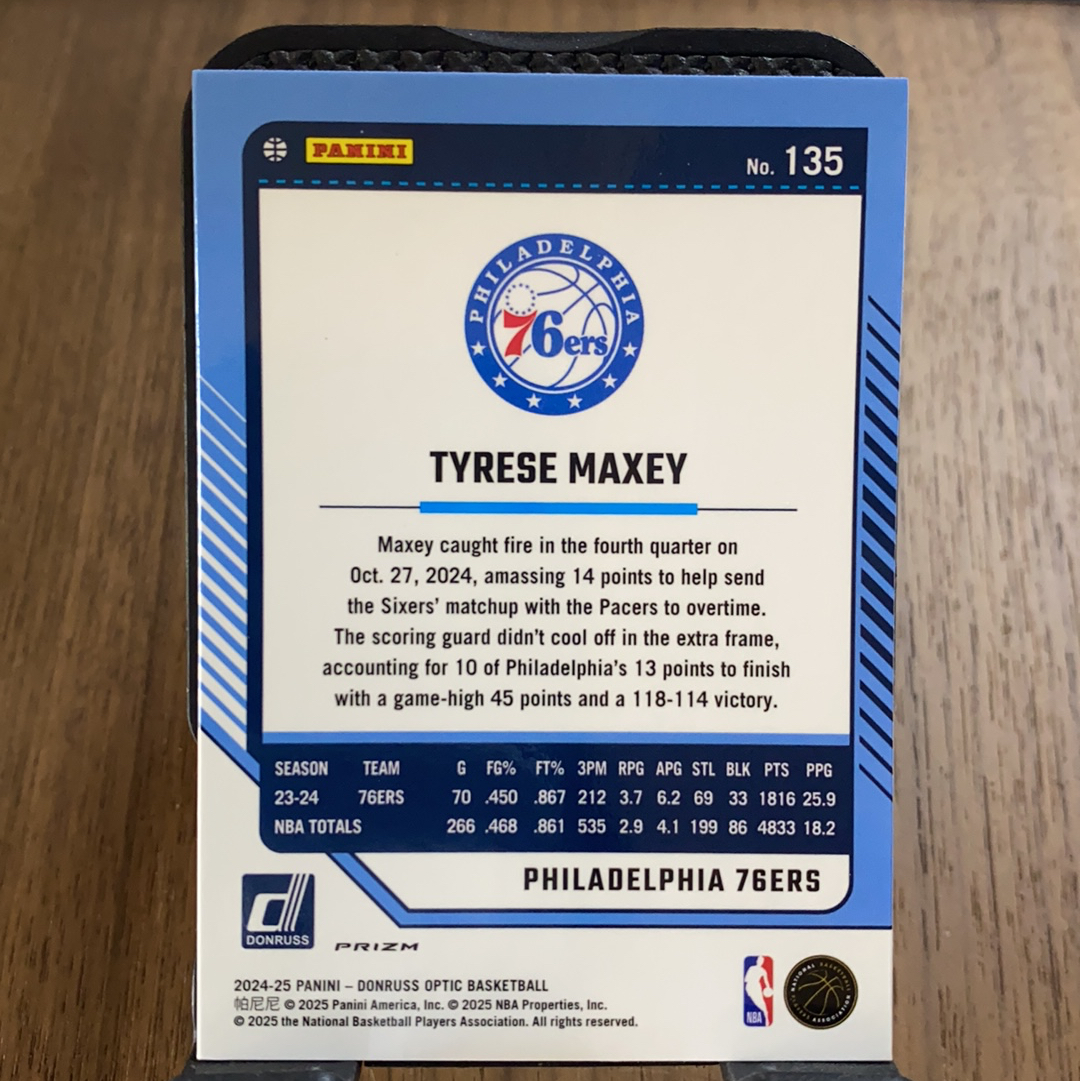 PANINI
No. 135
PHILADELPHIA
76ers
TYRESE MAXEY
Maxey caught fire in the fourth quarter on
Oct. 27, 2024, amassing 14 points to help send
the Sixers' matchup with the Pacers to overtime.
The scoring guard didn't cool off in the extra frame,
accounting for 10 of Philadelphia's 13 points to finish
with a game-high 45 points and a 118-114 victory.
SEASON TEAM G FG% FT% 3PM RPG APG STL BLK PTS PPG
23-24 76ERS 70 .450 .867 212 3.7 6.2 69 33 1816 25.9
NBA TOTALS 266 .468 .861 535 2.9 4.1 199 86 4833 18.2
PHILADELPHIA 76ERS
d
DONRUSS
PRIZM
2024-25 PANINI – DONRUSS OPTIC BASKETBALL
帕尼尼 © 2025 Panini America, Inc. © 2025 NBA Properties, Inc.
© 2025 the National Basketball Players Association. All rights reserved.
NBA
NATIONAL BASKETBALL
PLAYERS ASSOCIATION